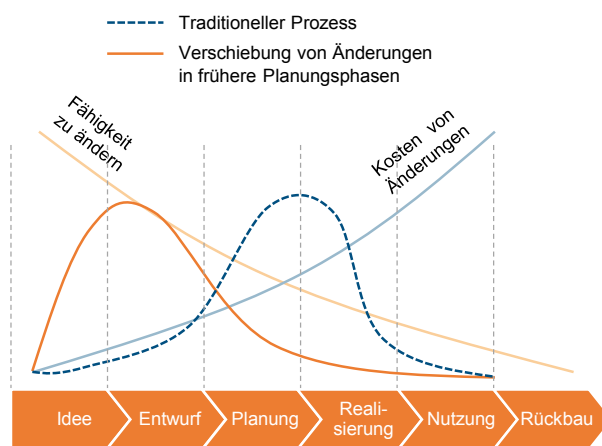 Traditioneller Prozess
Verschiebung von Änderungen
in frühere Planungsphasen
Fähigkeit
zu ändern
Kosten von
Änderungen
Idee
Entwurf
Planung
Reali-
sierung
Nutzung
Rückbau